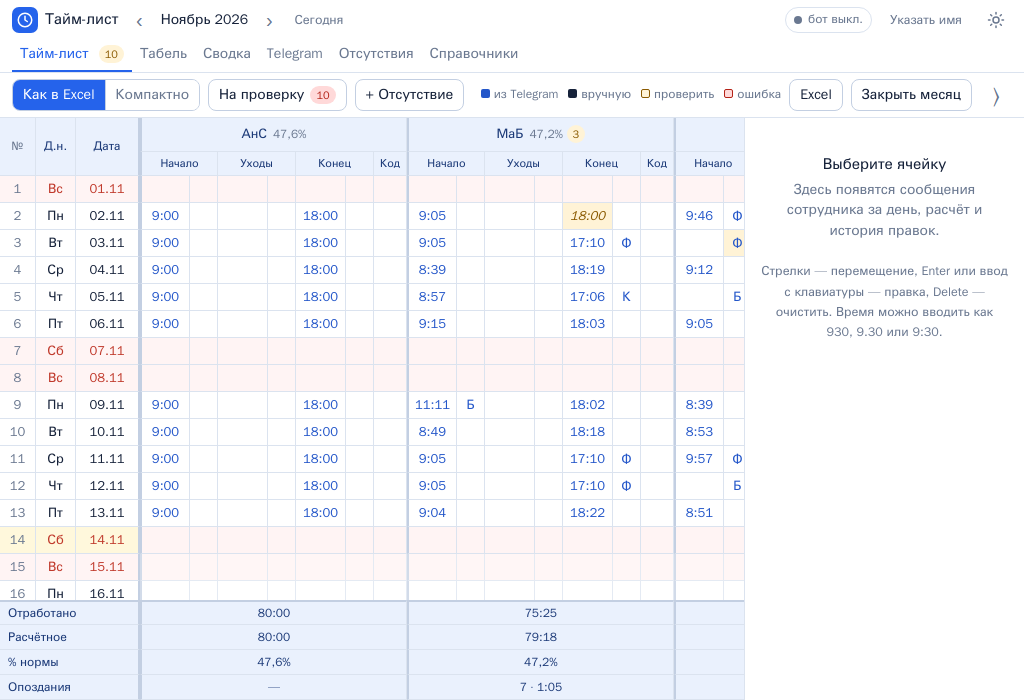 Тайм-лист ‹ Ноябрь 2026 › Сегодня бот выкл. Указать имя
Тайм-лист 10 Табель Сводка Telegram Отсутствия Справочники
Как в Excel Компактно На проверку 10 + Отсутствие из Telegram вручную проверить ошибка Excel Закрыть месяц
№ Д.н. Дата АнС 47,6% МаБ 47,2% 3
Начало Уходы Конец Код Начало Уходы Конец Код Начало
1 Вс 01.11
2 Пн 02.11 9:00 18:00 9:05 18:00 9:46 Ф
3 Вт 03.11 9:00 18:00 9:05 17:10 Ф Ф
4 Ср 04.11 9:00 18:00 8:39 18:19 9:12
5 Чт 05.11 9:00 18:00 8:57 17:06 К Б
6 Пт 06.11 9:00 18:00 9:15 18:03 9:05
7 Сб 07.11
8 Вс 08.11
9 Пн 09.11 9:00 18:00 11:11 Б 18:02 8:39
10 Вт 10.11 9:00 18:00 8:49 18:18 8:53
11 Ср 11.11 9:00 18:00 9:05 17:10 Ф 9:57 Ф
12 Чт 12.11 9:00 18:00 9:05 17:10 Ф Б
13 Пт 13.11 9:00 18:00 9:04 18:22 8:51
14 Сб 14.11
15 Вс 15.11
16 Пн 16.11
Отработано 80:00 75:25
Расчётное 80:00 79:18
% нормы 47,6% 47,2%
Опоздания — 7 · 1:05
Выберите ячейку
Здесь появятся сообщения
сотрудника за день, расчёт и
история правок.
Стрелки — перемещение, Enter или ввод
с клавиатуры — правка, Delete —
очистить. Время можно вводить как
930, 9.30 или 9:30.